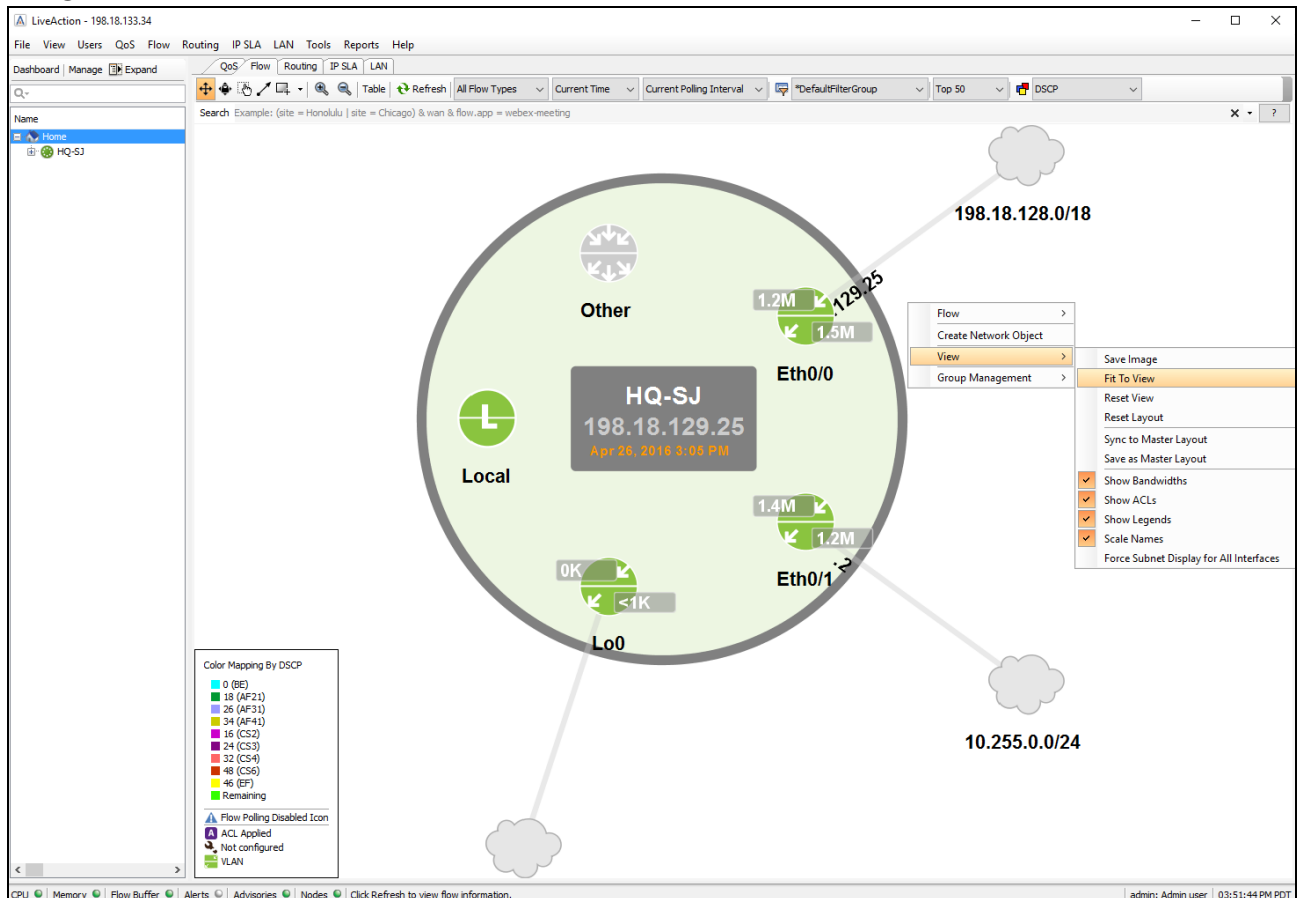 LiveAction - 198.18.133.34
File View Users QoS Flow Routing IP SLA LAN Tools Reports Help
Dashboard Manage Expand
QoS Flow Routing IP SLA LAN
Table Refresh All Flow Types Current Time Current Polling Interval *DefaultFilterGroup Top 50 DSCP
Search Example: (site = Honolulu | site = Chicago) & wan & flow.app = webex-meeting
?
Name
Home
HQ-SJ
198.18.128.0/18
.129.25
Other
1.2M
1.5M
Eth0/0
HQ-SJ
198.18.129.25
Apr 26, 2016 3:05 PM
L
Local
1.4M
1.2M
Eth0/1
.2
0K
<1K
Lo0
10.255.0.0/24
Flow
Create Network Object
View
Group Management
Save Image
Fit To View
Reset View
Reset Layout
Sync to Master Layout
Save as Master Layout
Show Bandwidths
Show ACLs
Show Legends
Scale Names
Force Subnet Display for All Interfaces
Color Mapping By DSCP
0 (BE)
18 (AF21)
26 (AF31)
34 (AF41)
16 (CS2)
24 (CS3)
32 (CS4)
48 (CS6)
46 (EF)
Remaining
Flow Polling Disabled Icon
A ACL Applied
Not configured
VLAN
CPU Memory Flow Buffer Alerts Advisories Nodes Click Refresh to view flow information. admin: Admin user 03:51:44 PM PDT